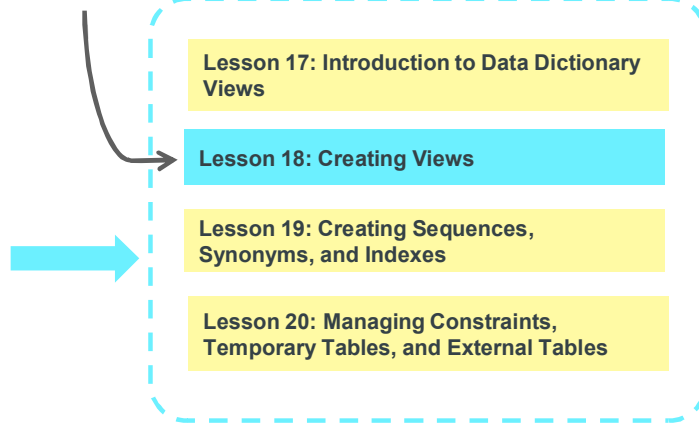 Lesson 17: Introduction to Data Dictionary
Views
Lesson 18: Creating Views
Lesson 19: Creating Sequences,
Synonyms, and Indexes
Lesson 20: Managing Constraints,
Temporary Tables, and External Tables